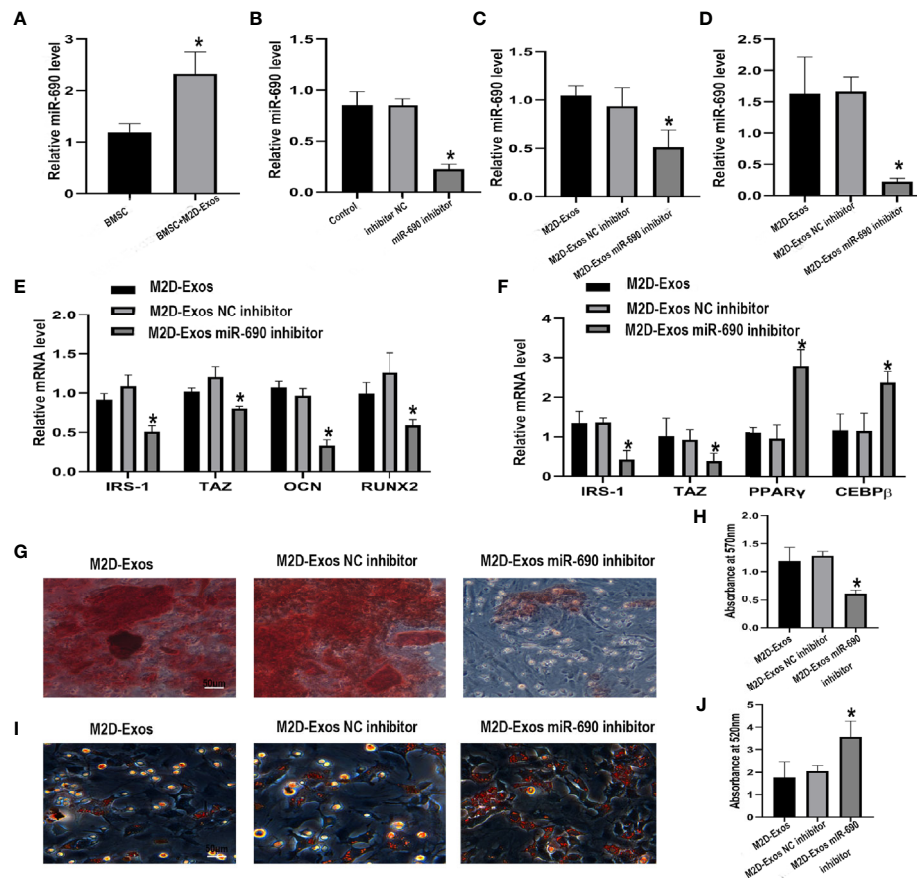 A
Relative miR-690 level
3
2
1
0
*
BMSC
BMSC+M2D-Exos
B
Relative miR-690 level
1.5
1.0
0.5
0.0
*
Control
inhibitor NC
miR-690 inhibitor
C
Relative miR-690 level
1.5
1.0
0.5
0.0
*
M2D-Exos
M2D-Exos NC inhibitor
M2D-Exos miR-690 inhibitor
D
Relative miR-690 level
2.5
2.0
1.5
1.0
0.5
0.0
*
M2D-Exos
M2D-Exos NC inhibitor
M2D-Exos miR-690 inhibitor
E
M2D-Exos
M2D-Exos NC inhibitor
M2D-Exos miR-690 inhibitor
Relative mRNA level
2.0
1.5
1.0
0.5
0.0
* * * *
IRS-1 TAZ OCN RUNX2
F
M2D-Exos
M2D-Exos NC inhibitor
M2D-Exos miR-690 inhibitor
Relative mRNA level
4
3
2
1
0
* * * *
IRS-1 TAZ PPARγ CEBPβ
G
M2D-Exos M2D-Exos NC inhibitor M2D-Exos miR-690 inhibitor
50μm
H
Absorbance at 570nm
2.0
1.5
1.0
0.5
0.0
*
M2D-Exos
M2D-Exos NC inhibitor
M2D-Exos miR-690
inhibitor
I
M2D-Exos M2D-Exos NC inhibitor M2D-Exos miR-690 inhibitor
50μm
J
Absorbance at 520nm
5
4
3
2
1
0
*
M2D-Exos
M2D-Exos NC inhibitor
M2D-Exos miR-690
inhibitor